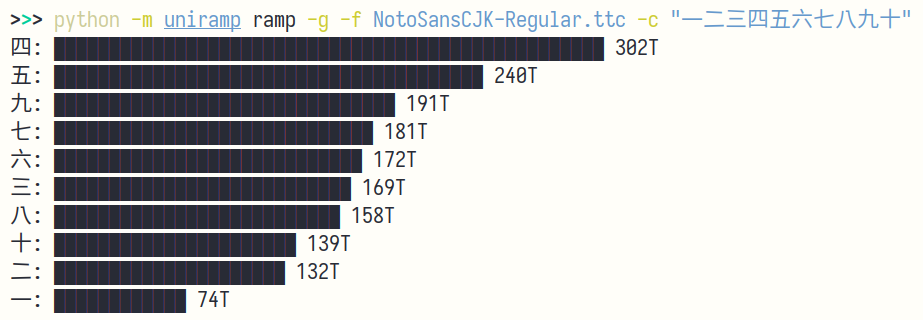 >>> python -m uniramp ramp -g -f NotoSansCJK-Regular.ttc -c "一二三四五六七八九十"
四: 302T
五: 240T
九: 191T
七: 181T
六: 172T
三: 169T
八: 158T
十: 139T
二: 132T
一: 74T